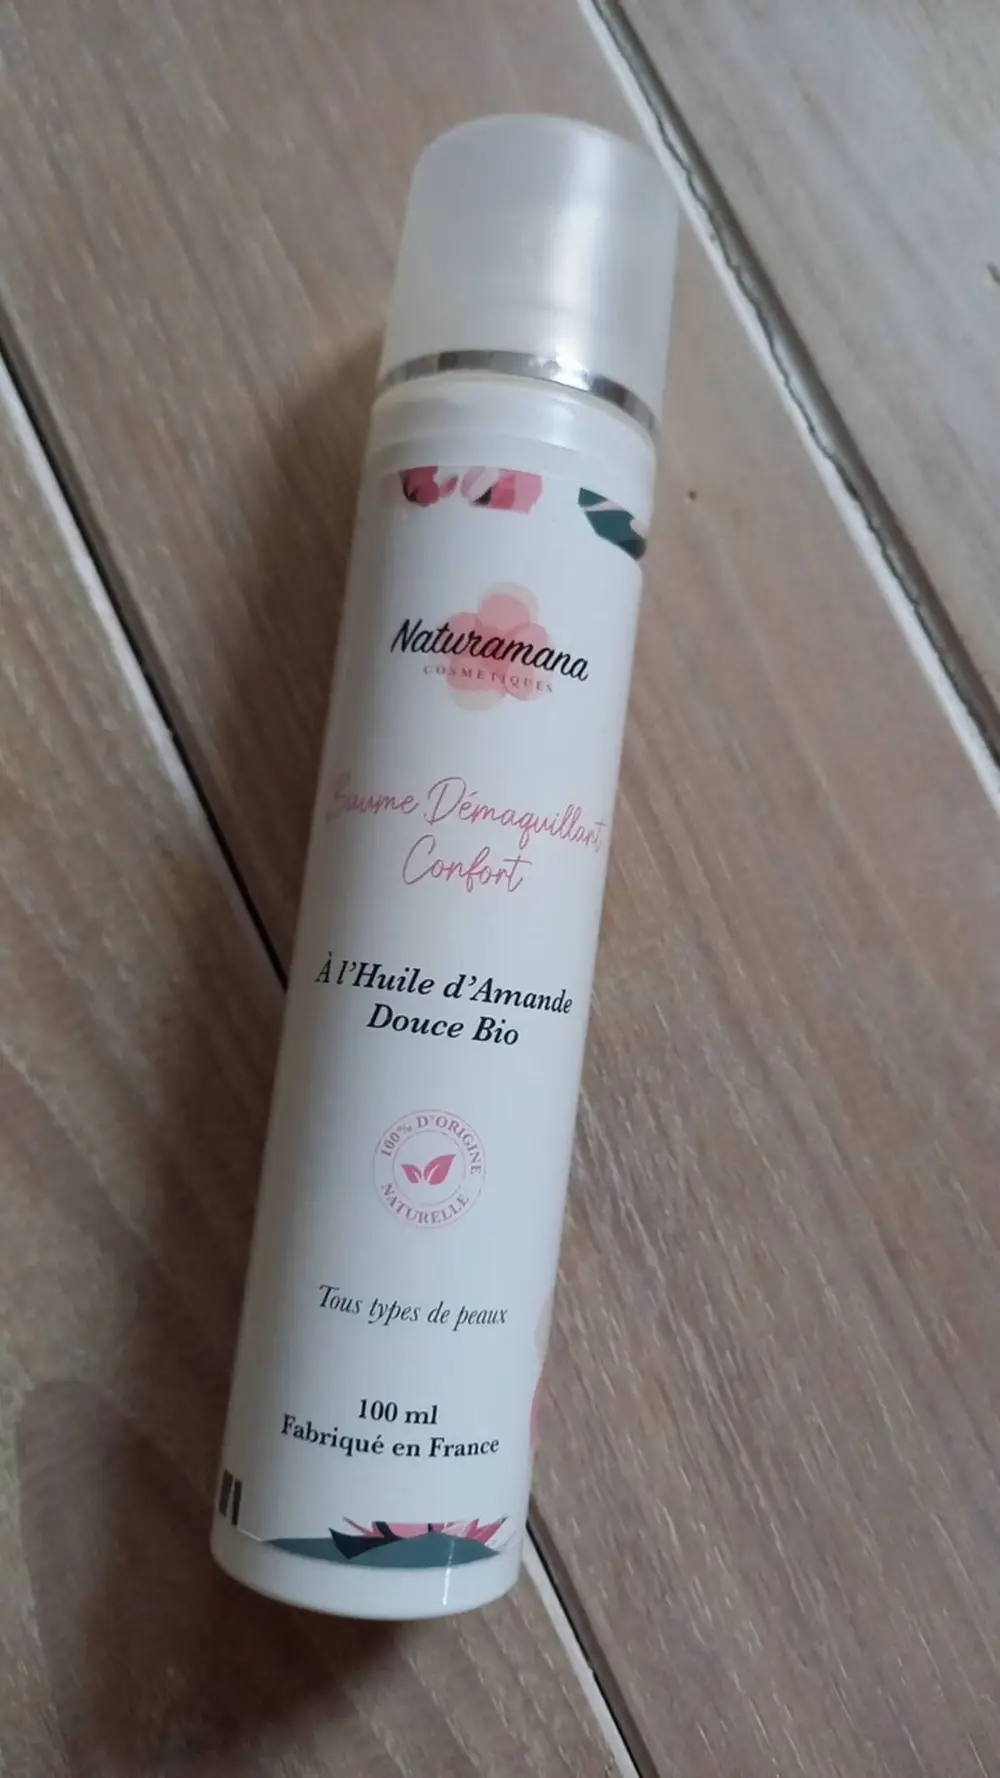 Naturamana
COSMETIQUES
Baume Démaquillant
Confort
À l'Huile d'Amande
Douce Bio
100% D'ORIGINE
NATURELLE
Tous types de peaux
100 ml
Fabriqué en France